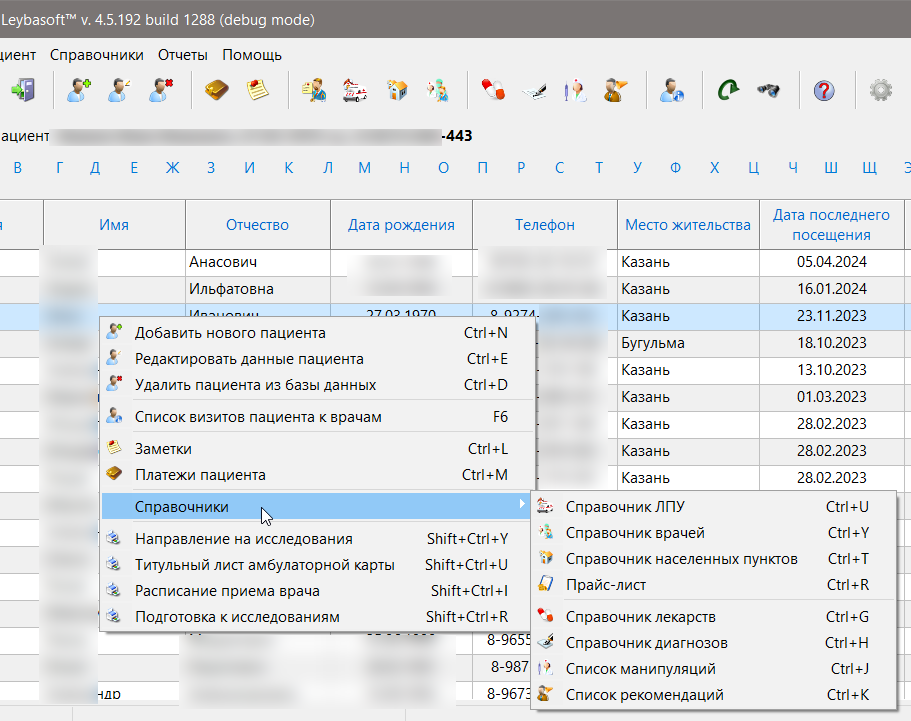 Leybasoft™ v. 4.5.192 build 1288 (debug mode)
циент Справочники Отчеты Помощь
ациент -443
В Г Д Е Ж З И К Л М Н О П Р С Т У Ф Х Ц Ч Ш Щ Э
Имя Отчество Дата рождения Телефон Место жительства Дата последнего
посещения
Анасович Казань 05.04.2024
Ильфатовна Казань 16.01.2024
Иванович 27.03.1970 8-9274- Казань 23.11.2023
Бугульма 18.10.2023
Казань 13.10.2023
Казань 01.03.2023
Казань 28.02.2023
Казань 28.02.2023
Казань 28.02.2023
Добавить нового пациента Ctrl+N
Редактировать данные пациента Ctrl+E
Удалить пациента из базы данных Ctrl+D
Список визитов пациента к врачам F6
Заметки Ctrl+L
Платежи пациента Ctrl+M
Справочники
Направление на исследования Shift+Ctrl+Y
Титульный лист амбулаторной карты Shift+Ctrl+U
Расписание приема врача Shift+Ctrl+I
Подготовка к исследованиям Shift+Ctrl+R
Справочник ЛПУ Ctrl+U
Справочник врачей Ctrl+Y
Справочник населенных пунктов Ctrl+T
Прайс-лист Ctrl+R
Справочник лекарств Ctrl+G
Справочник диагнозов Ctrl+H
Список манипуляций Ctrl+J
Список рекомендаций Ctrl+K
8-9655
8-987
ндр 8-9673